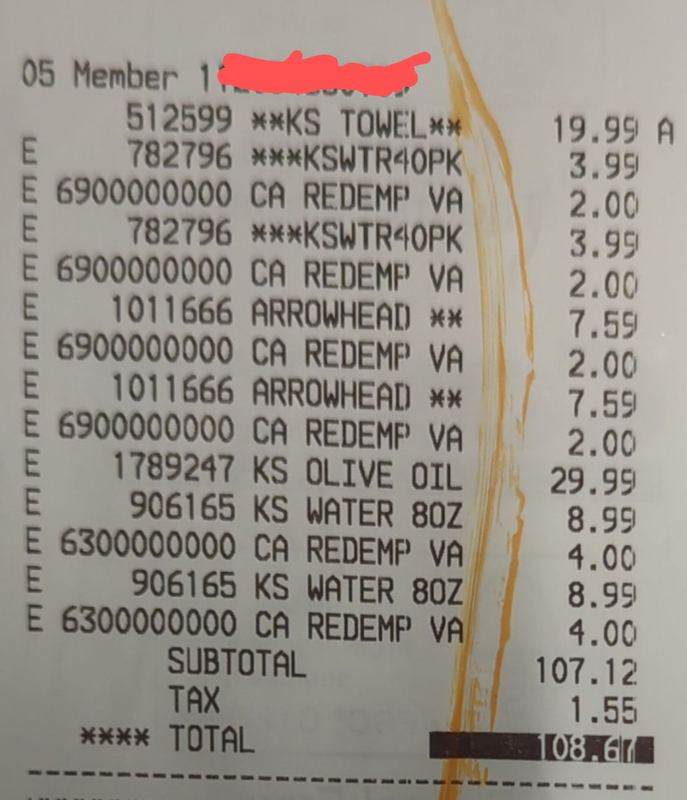 05 Member
512599 **KS TOWEL** 19.99 A
E 782796 ***KSWTR40PK 3.99
E 6900000000 CA REDEMP VA 2.00
E 782796 ***KSWTR40PK 3.99
E 6900000000 CA REDEMP VA 2.00
E 1011666 ARROWHEAD ** 7.59
E 6900000000 CA REDEMP VA 2.00
E 1011666 ARROWHEAD ** 7.59
E 6900000000 CA REDEMP VA 2.00
E 1789247 KS OLIVE OIL 29.99
E 906165 KS WATER 8OZ 8.99
E 6300000000 CA REDEMP VA 4.00
E 906165 KS WATER 8OZ 8.99
E 6300000000 CA REDEMP VA 4.00
SUBTOTAL 107.12
TAX 1.55
**** TOTAL 108.67